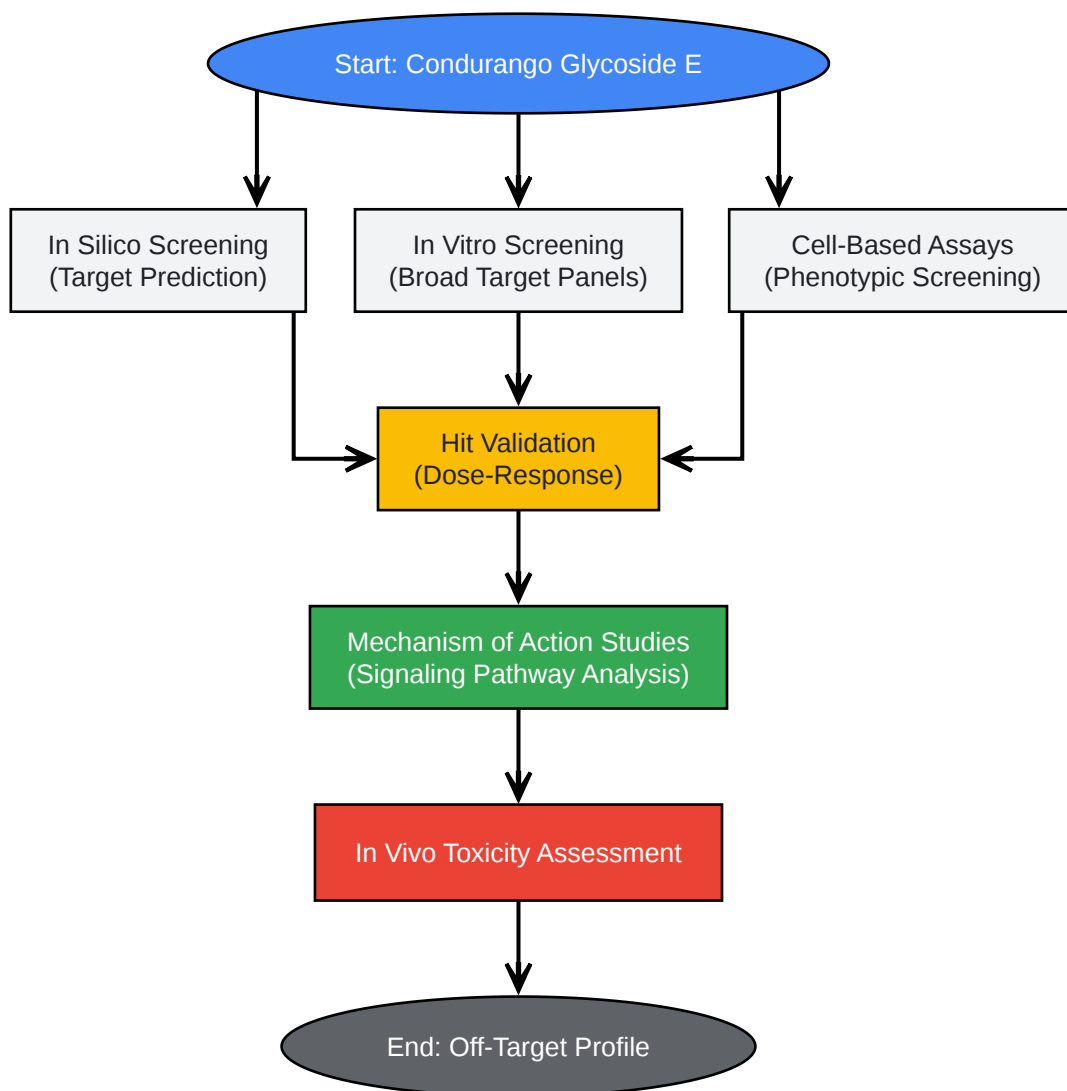 Start: Condurango Glycoside E
In Silico Screening
(Target Prediction)
In Vitro Screening
(Broad Target Panels)
Cell-Based Assays
(Phenotypic Screening)
Hit Validation
(Dose-Response)
Mechanism of Action Studies
(Signaling Pathway Analysis)
In Vivo Toxicity Assessment
End: Off-Target Profile